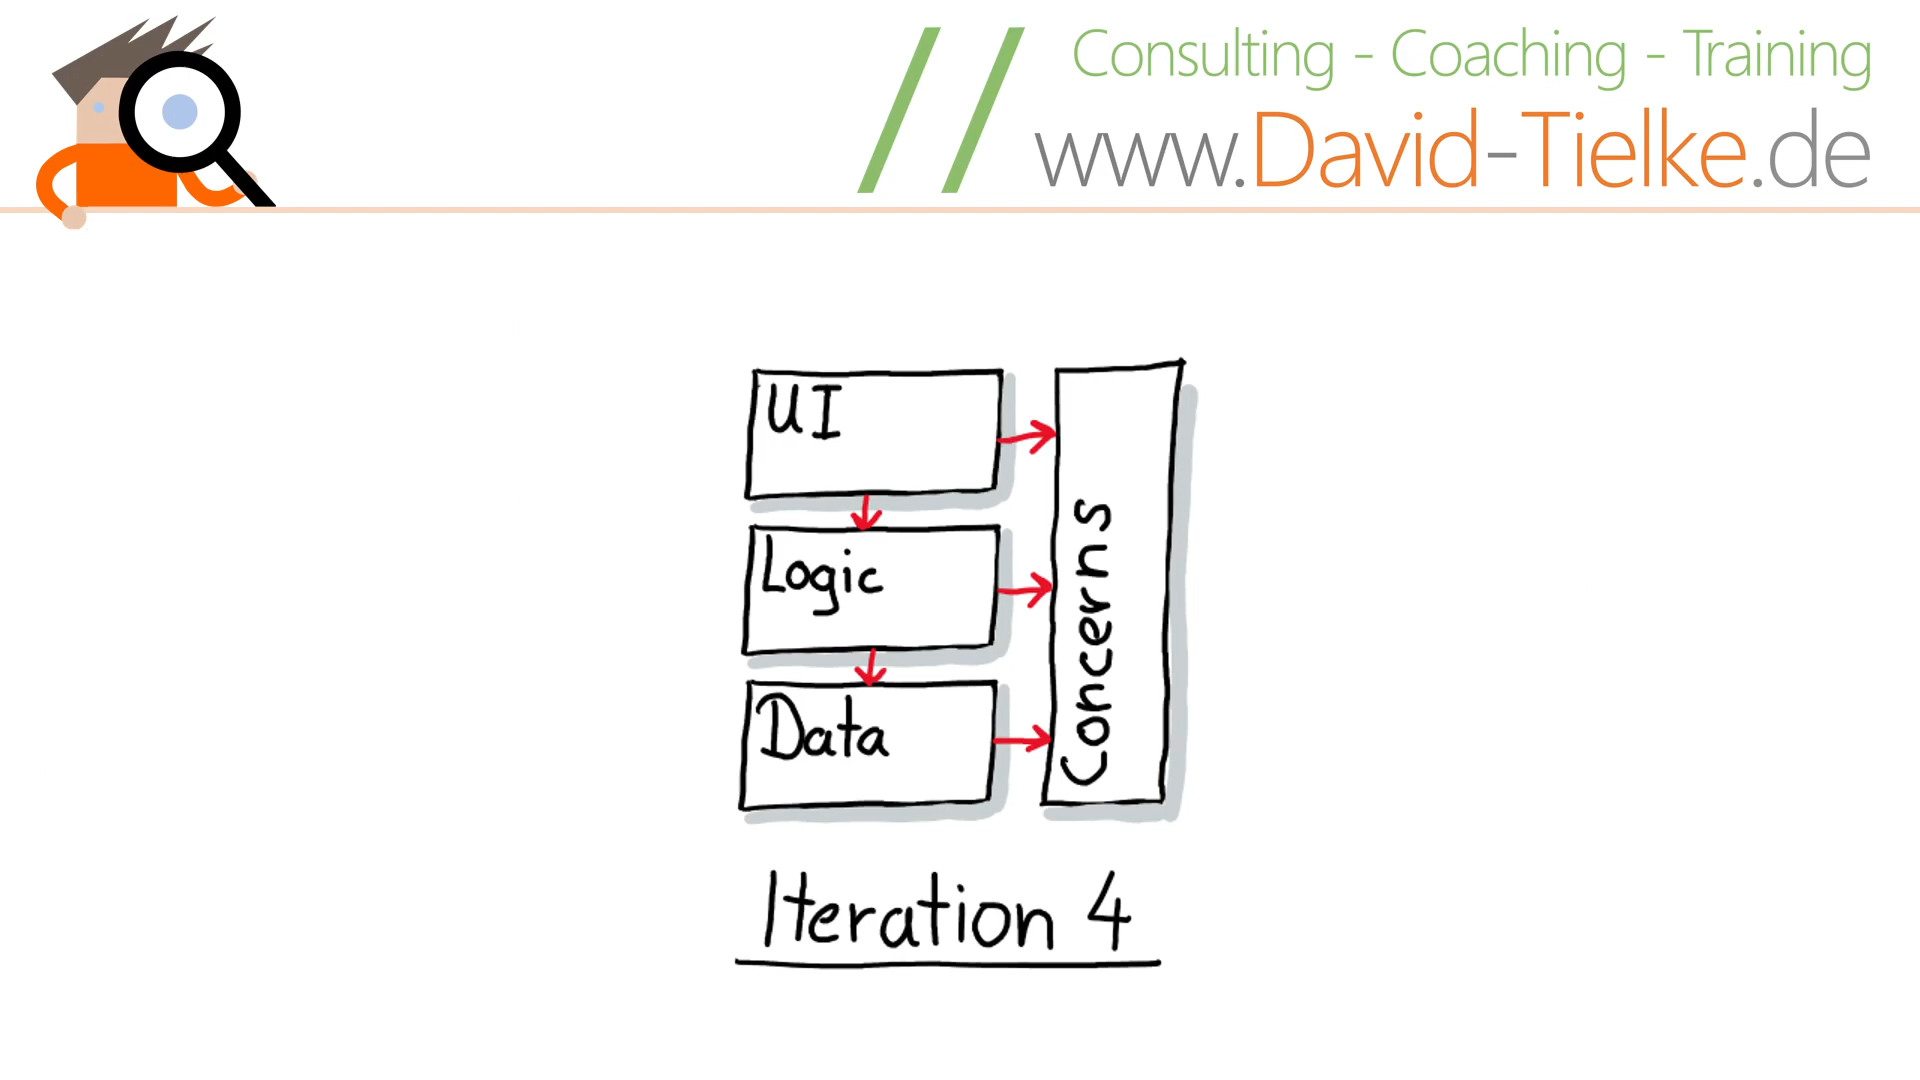 Consulting - Coaching - Training
www.David-Tielke.de
UI
Logic
Data
Concerns
Iteration 4